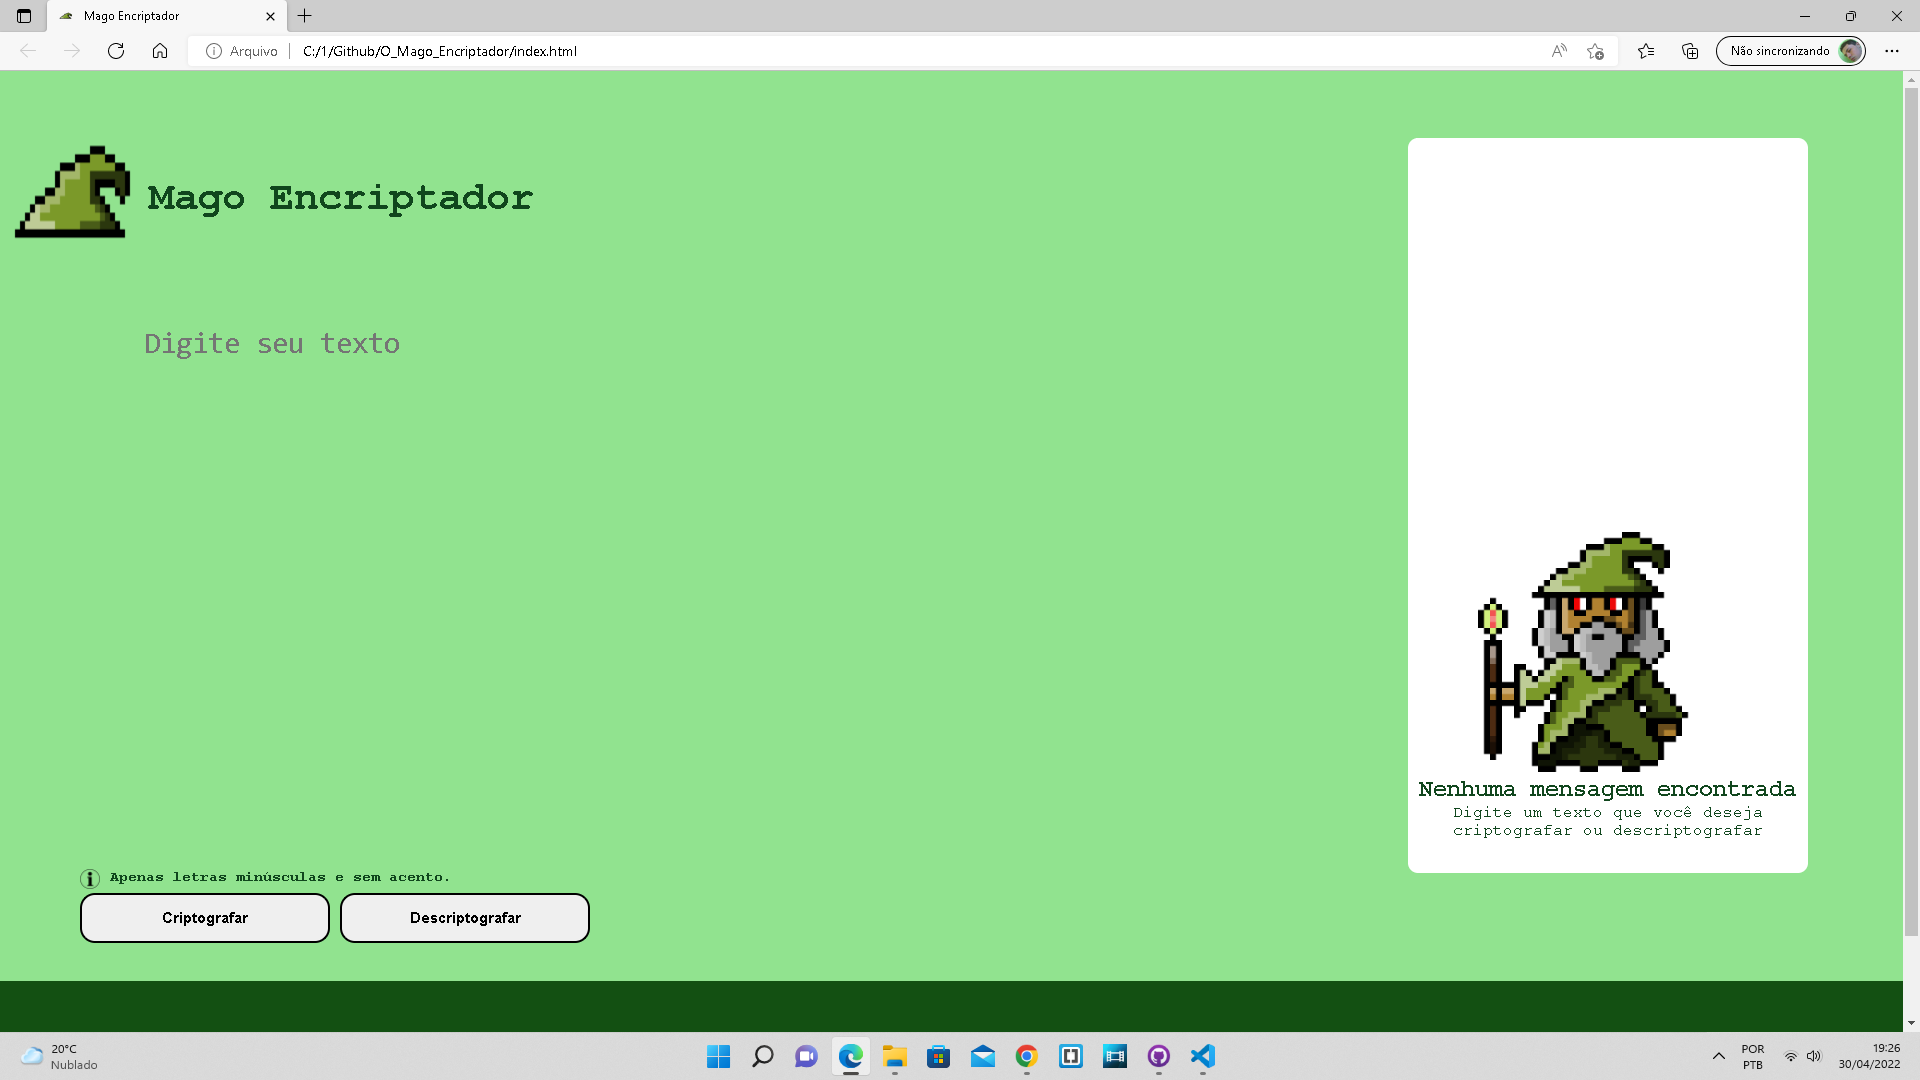 Mago Encriptador
Arquivo
C:/1/Github/O_Mago_Encriptador/index.html
Não sincronizando
Mago Encriptador
Digite seu texto
Nenhuma mensagem encontrada
Digite um texto que você deseja
criptografar ou descriptografar
Apenas letras minúsculas e sem acento.
Criptografar
Descriptografar
20°C
Nublado
POR
PTB
19:26
30/04/2022